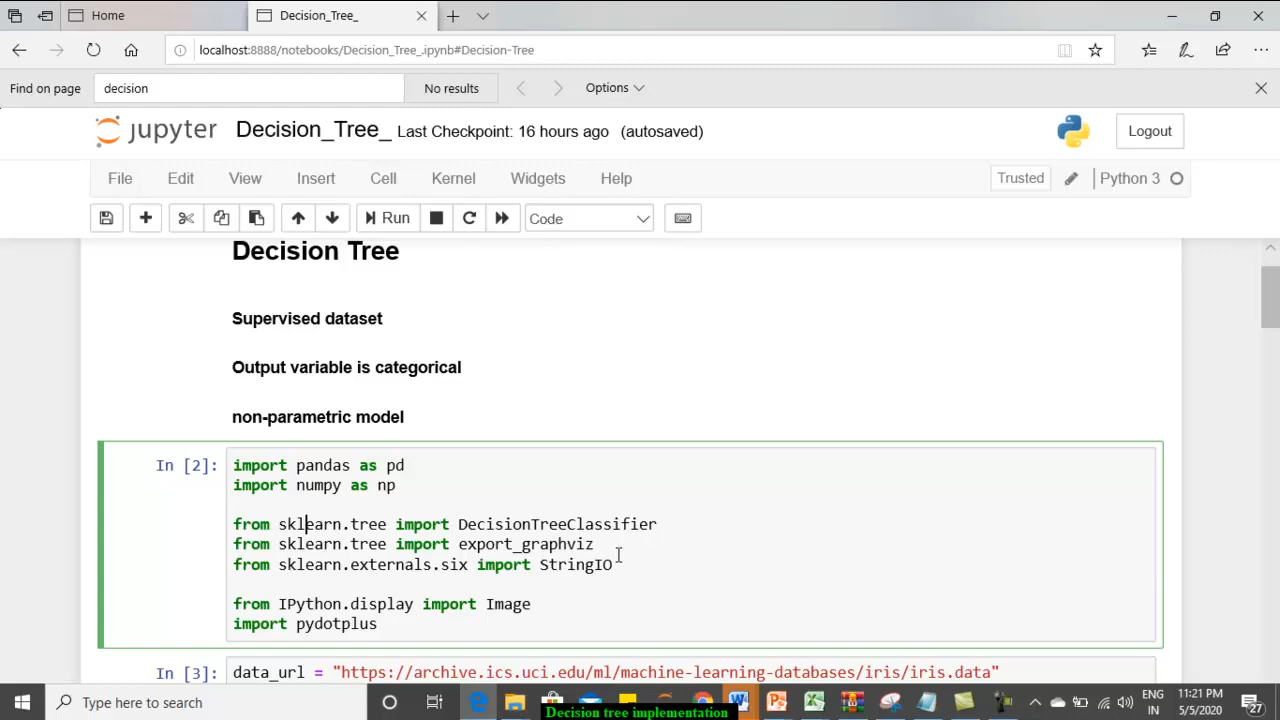 Home
Decision_Tree_
localhost:8888/notebooks/Decision_Tree_.ipynb#Decision-Tree
Find on page
decision
No results
Options
jupyter
Decision_Tree_ Last Checkpoint: 16 hours ago (autosaved)
Logout
File Edit View Insert Cell Kernel Widgets Help
Trusted
Python 3
Run
Code
Decision Tree
Supervised dataset
Output variable is categorical
non-parametric model
In [2]:
import pandas as pd
import numpy as np
from sklearn.tree import DecisionTreeClassifier
from sklearn.tree import export_graphviz
from sklearn.externals.six import StringIO
from IPython.display import Image
import pydotplus
In [3]:
data_url = "https://archive.ics.uci.edu/ml/machine-learning-databases/iris/iris.data"
Type here to search
ENG
IN
11:21 PM
5/5/2020
27
Decision tree implementation